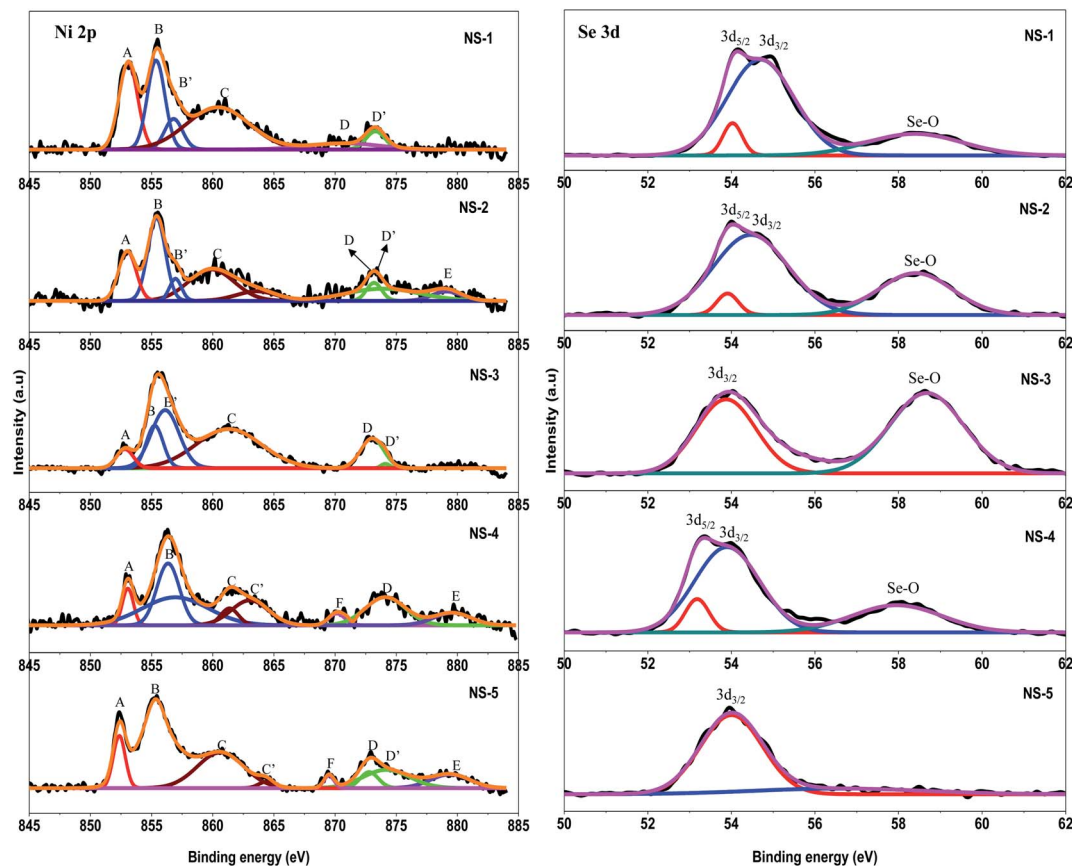 Ni 2p
NS-1
A
B
B’
C
D
D’
845 850 855 860 865 870 875 880 885
NS-2
A
B
B’
C
D
D’
E
845 850 855 860 865 870 875 880 885
NS-3
A
B
B’
C
D
D’
845 850 855 860 865 870 875 880 885
NS-4
A
B
C
C’
F
D
E
845 850 855 860 865 870 875 880 885
NS-5
A
B
C
C’
F
D
D’
E
845 850 855 860 865 870 875 880 885
Intensity (a.u)
Binding energy (eV)
Se 3d
NS-1
3d5/2
3d3/2
Se-O
50 52 54 56 58 60 62
NS-2
3d5/2
3d3/2
Se-O
50 52 54 56 58 60 62
NS-3
3d3/2
Se-O
50 52 54 56 58 60 62
NS-4
3d5/2
3d3/2
Se-O
50 52 54 56 58 60 62
NS-5
3d3/2
50 52 54 56 58 60 62
Intensity (a.u)
Binding energy (eV)